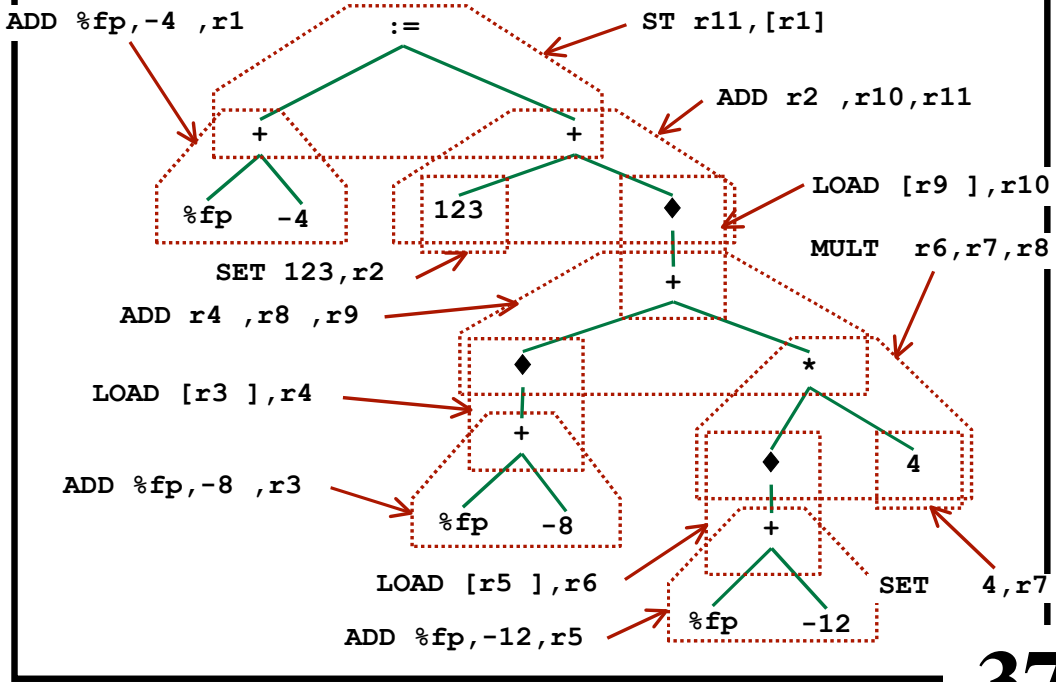 ADD %fp,-4 ,r1
:=
ST r11,[r1]
ADD r2 ,r10,r11
+
+
LOAD [r9 ],r10
%fp
-4
123
♦
MULT r6,r7,r8
SET 123,r2
+
ADD r4 ,r8 ,r9
♦
*
LOAD [r3 ],r4
+
♦
4
ADD %fp,-8 ,r3
%fp
-8
+
LOAD [r5 ],r6
SET 4,r7
%fp
-12
ADD %fp,-12,r5
37